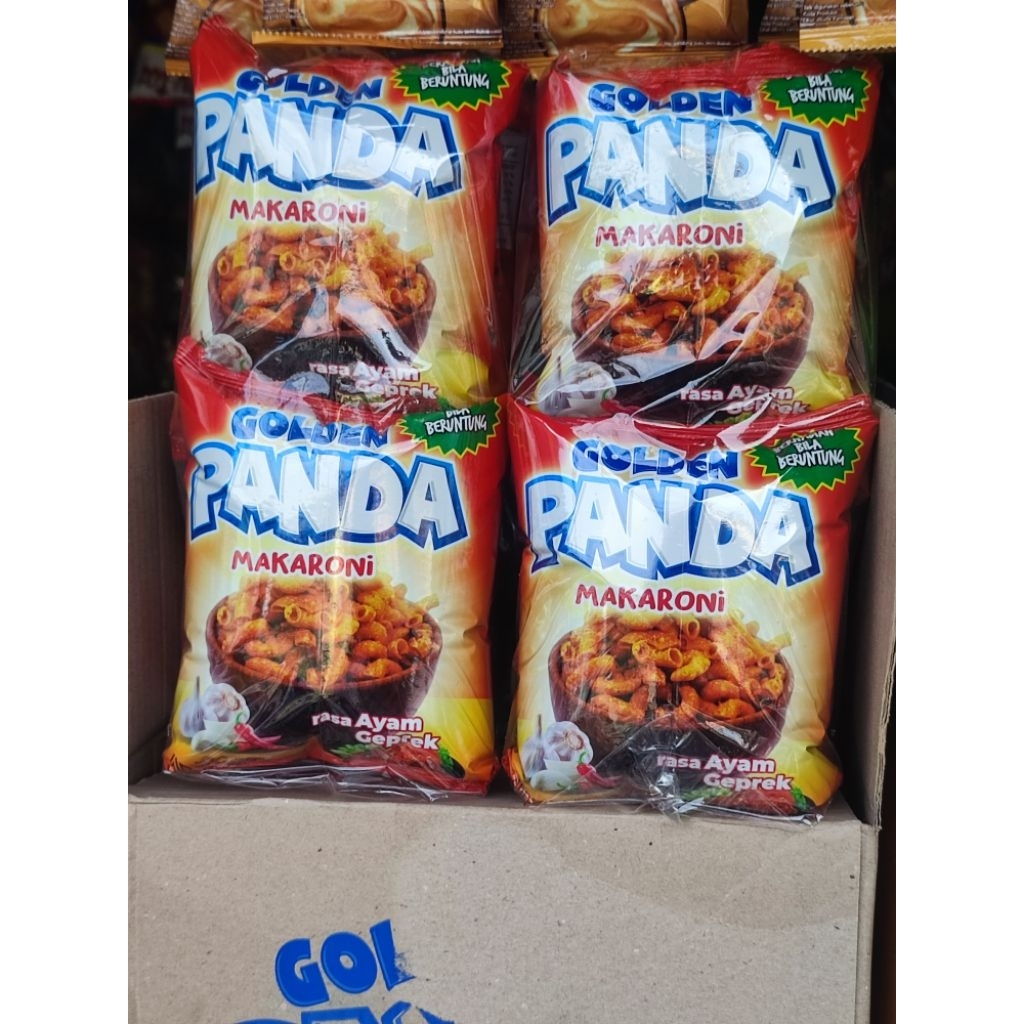 BILA
BERUNTUNG
GOLDEN
PANDA
MAKARONi
rasa Ayam
Geprek
BILA
BERUNTUNG
GOLDEN
PANDA
MAKARONi
rasa Ayam
Geprek
BILA
BERUNTUNG
GOLDEN
PANDA
MAKARONi
rasa Ayam
Geprek
BILA
BERUNTUNG
GOLDEN
PANDA
MAKARONi
rasa Ayam
Geprek
GOL